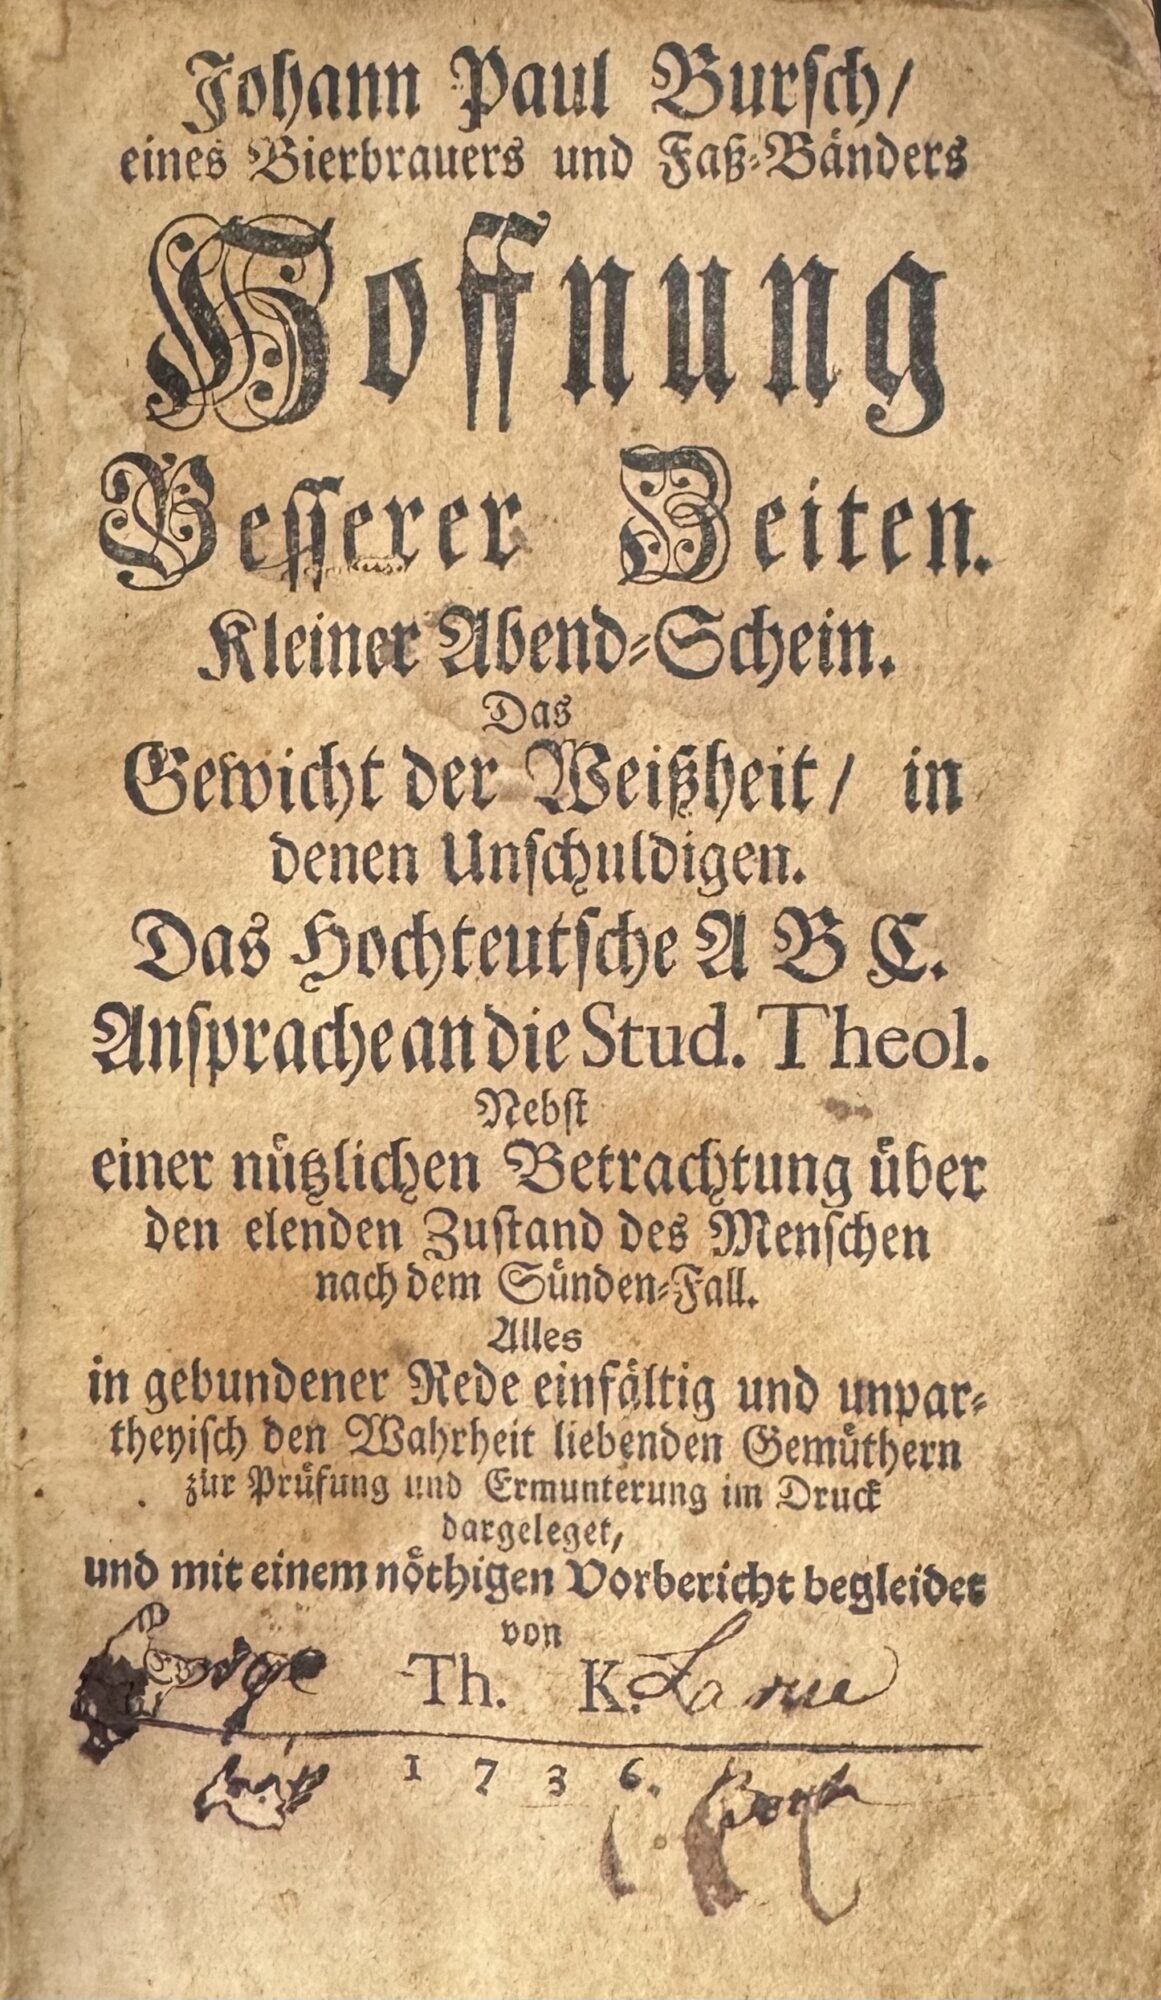 Johann Paul Bursch/
eines Bierbrauers und Faß-Bänders
Hoffnung
Besserer Zeiten.
Kleiner Abend-Schein.
Das
Gewicht der Weißheit/ in
denen Unschuldigen.
Das Hochteutsche A B C.
Ansprache an die Stud. Theol.
Nebst
einer nützlichen Betrachtung über
den elenden Zustand des Menschen
nach dem Sünden-Fall.
Alles
in gebundener Rede einfältig und unpar-
theyisch den Wahrheit liebenden Gemüthern
zur Prüfung und Ermunterung im Druck
dargeleget,
und mit einem nöthigen Vorbericht begleidet
von
George Th. K. Larue
1736.